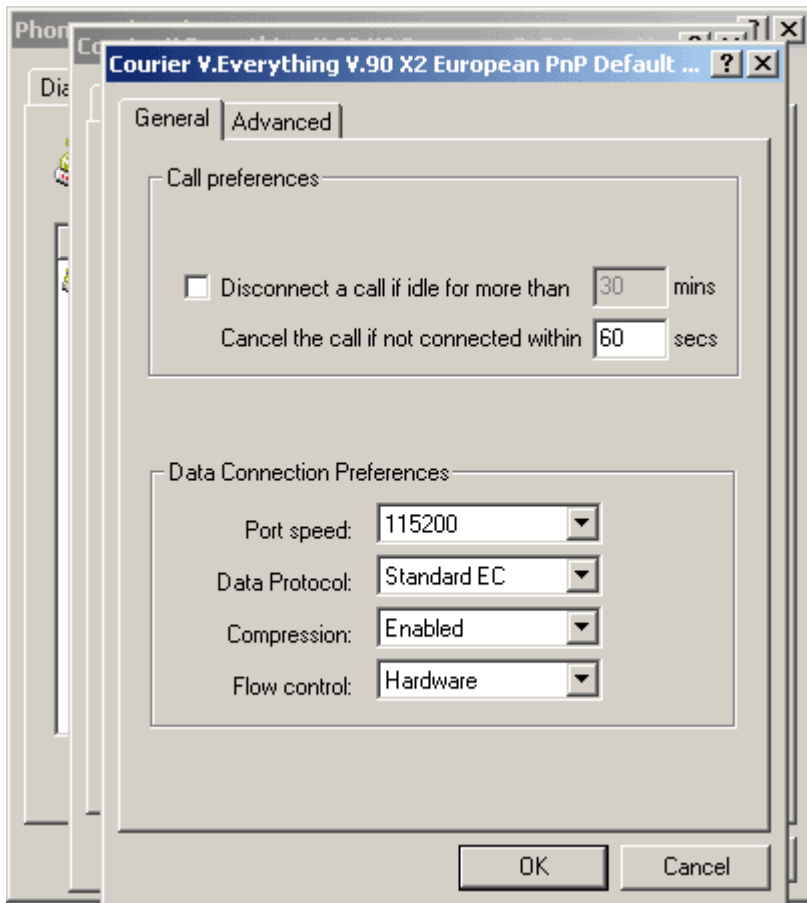 Phon
Courier V.Everything V.90 X2 European PnP Default ...
Dia
General
Advanced
Call preferences
Disconnect a call if idle for more than 30 mins
Cancel the call if not connected within 60 secs
Data Connection Preferences
Port speed: 115200
Data Protocol: Standard EC
Compression: Enabled
Flow control: Hardware
OK
Cancel